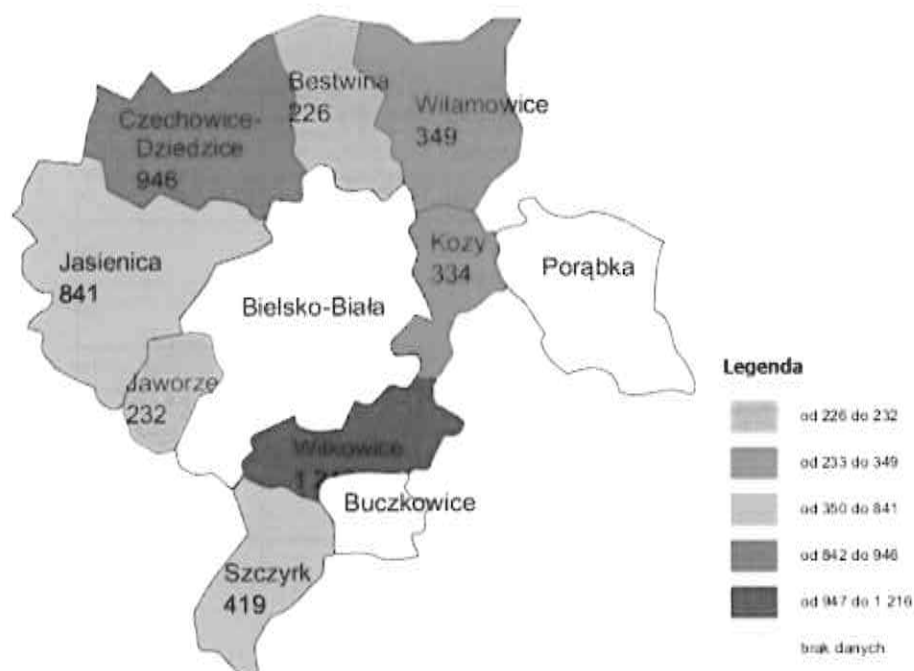 Bestwina
226
Wilamowice
349
Czechowice-
Dziedzice
946
Kozy
334
Jasienica
841
Porąbka
Bielsko-Biała
Jaworze
232
Wilkowice
Buczkowice
Szczyrk
419
Legenda
od 226 do 232
od 233 do 349
od 350 do 841
od 842 do 946
od 947 do 1 216
brak danych